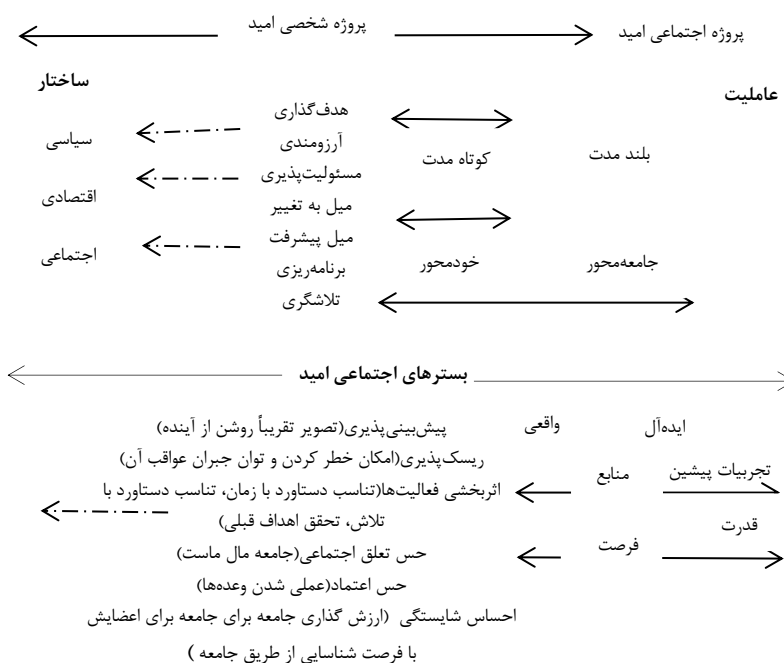 پروژه اجتماعی امید
پروژه شخصی امید
عاملیت
ساختار
هدف‌گذاری
آرزومندی
مسئولیت‌پذیری
میل به تغییر
میل پیشرفت
برنامه‌ریزی
تلاشگری
بلند مدت
کوتاه مدت
جامعه‌محور
خودمحور
سیاسی
اقتصادی
اجتماعی
بسترهای اجتماعی امید
ایده‌آل
واقعی
تجربیات پیشین
منابع
قدرت
فرصت
پیش‌بینی‌پذیری(تصویر تقریباً روشن از آینده)
ریسک‌پذیری(امکان خطر کردن و توان جبران عواقب آن)
اثربخشی فعالیت‌ها(تناسب دستاورد با زمان، تناسب دستاورد با
تلاش، تحقق اهداف قبلی)
حس تعلق اجتماعی(جامعه مال ماست)
حس اعتماد(عملی شدن وعده‌ها)
احساس شایستگی (ارزش گذاری جامعه برای جامعه برای اعضایش
با فرصت شناسایی از طریق جامعه )